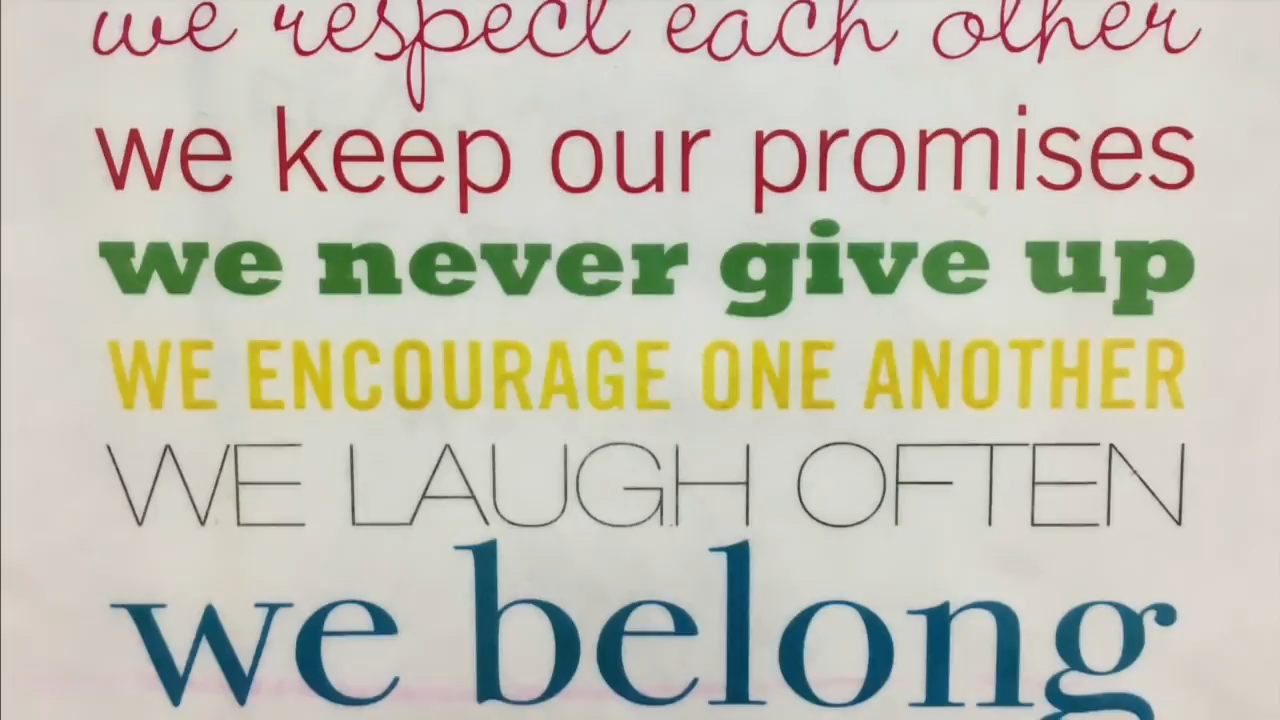 we respect each other
we keep our promises
we never give up
WE ENCOURAGE ONE ANOTHER
WE LAUGH OFTEN
we belong